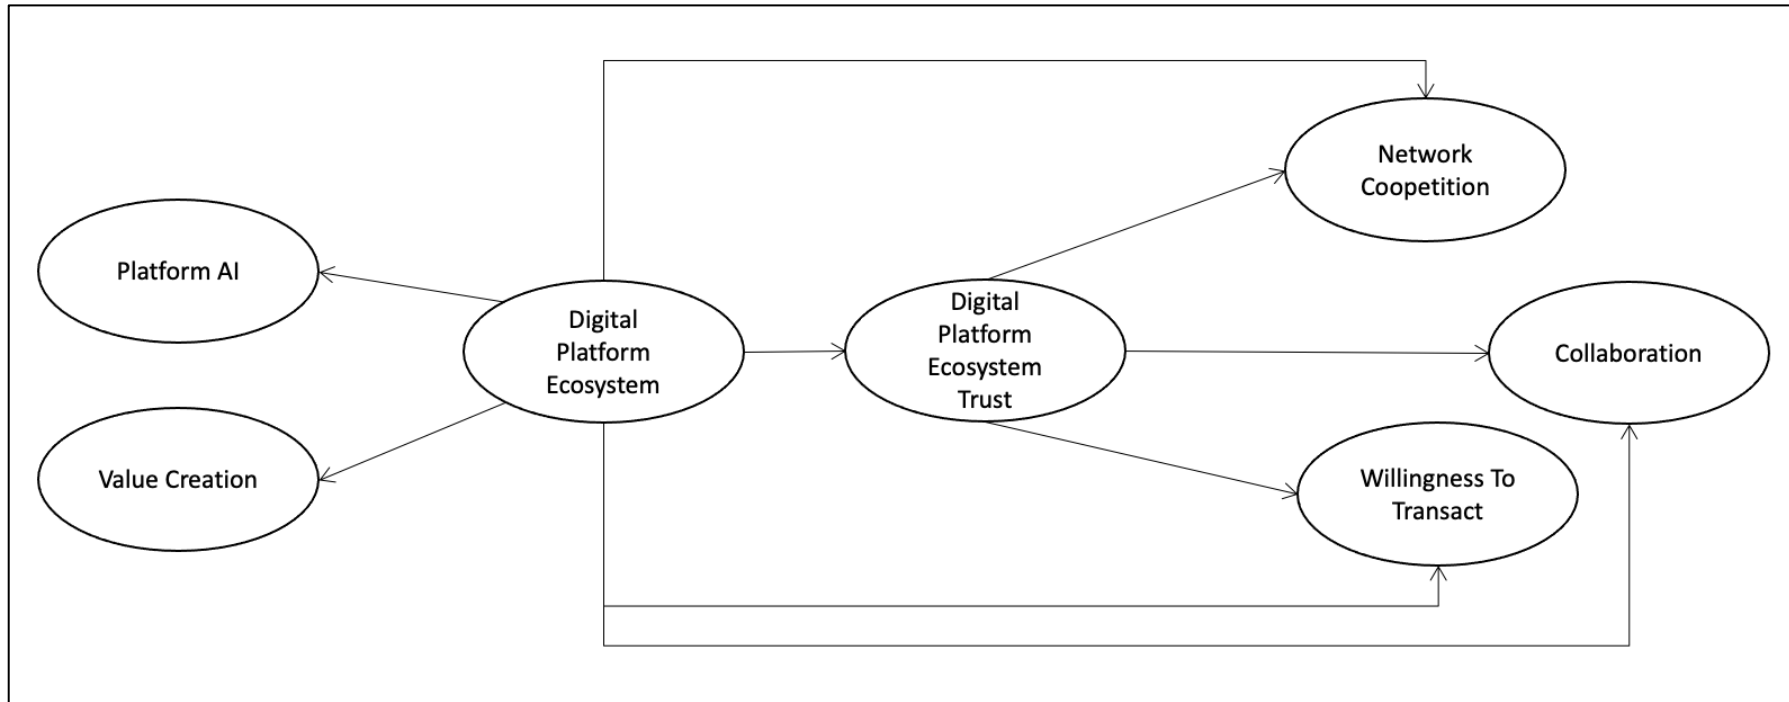 Network
Coopetition
Platform AI
Digital
Platform
Ecosystem
Digital
Platform
Ecosystem
Trust
Collaboration
Value Creation
Willingness To
Transact